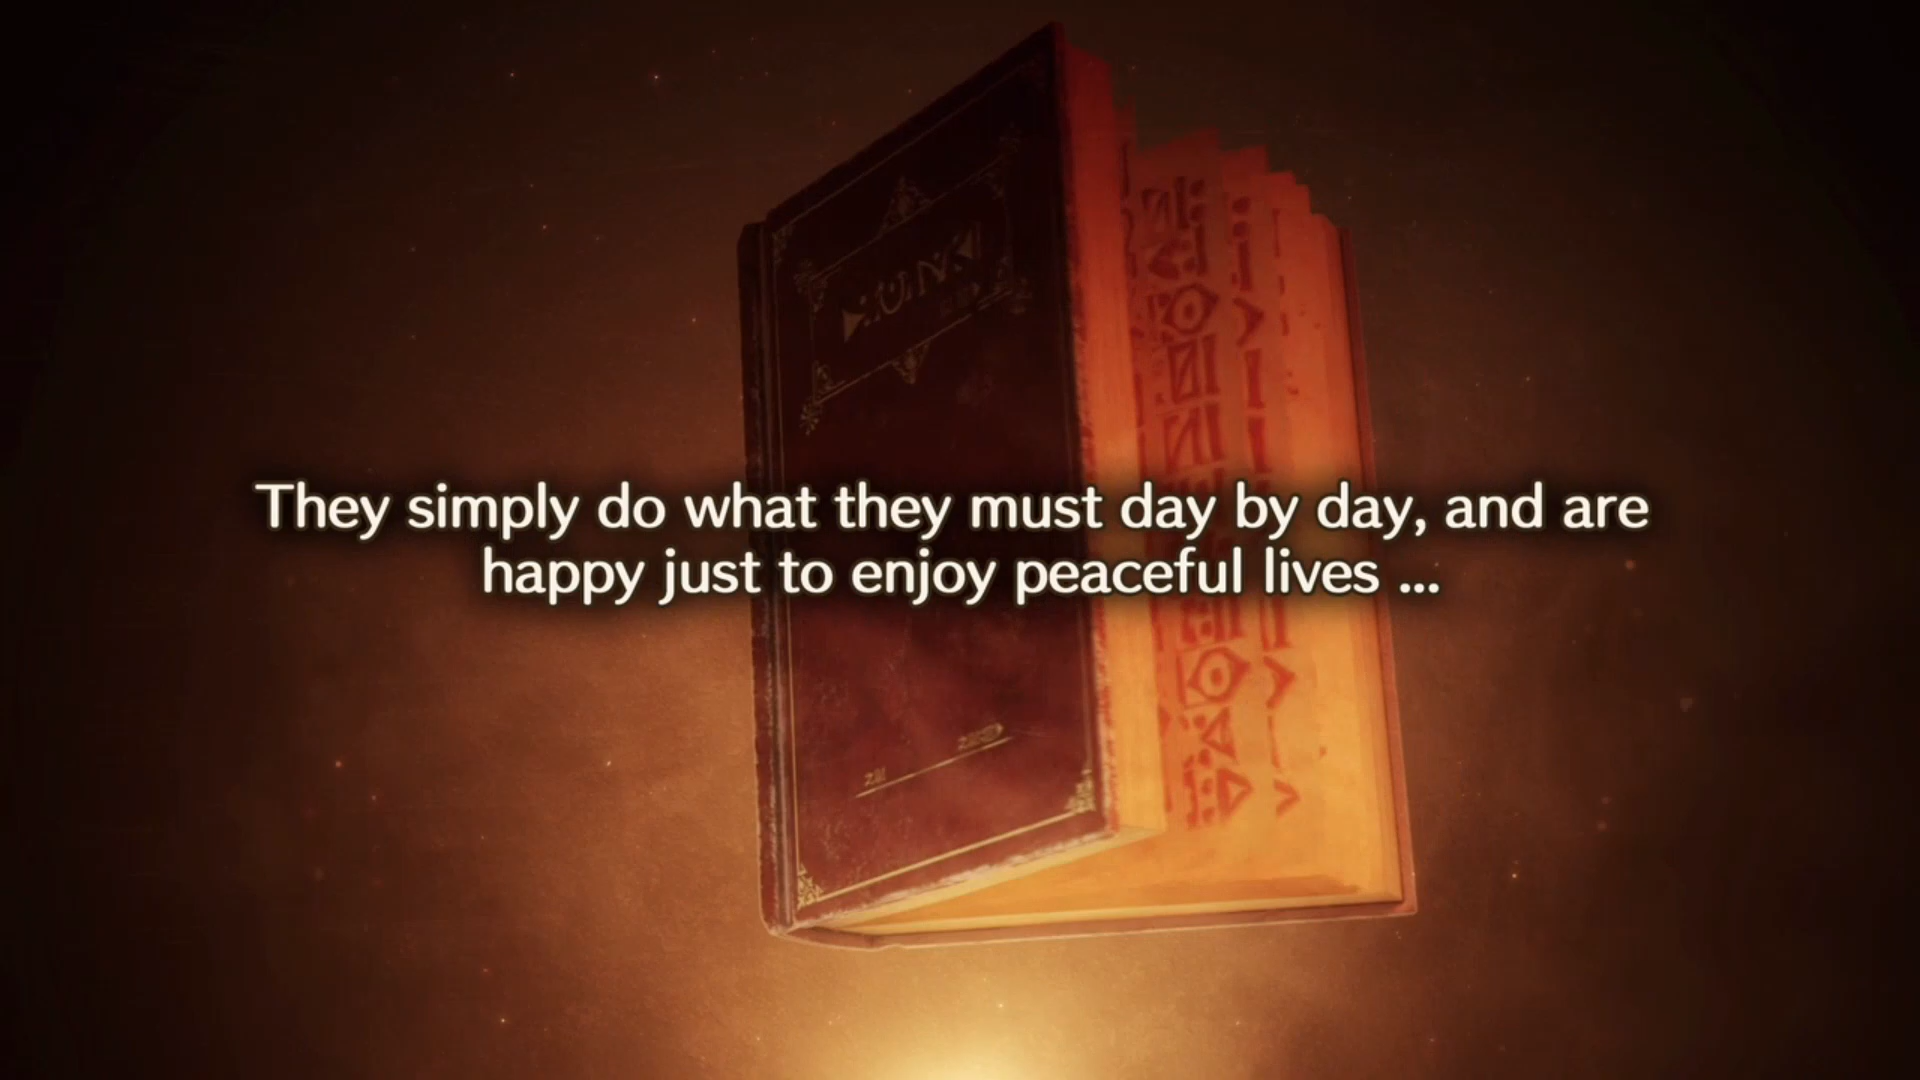 They simply do what they must day by day, and are
happy just to enjoy peaceful lives ...